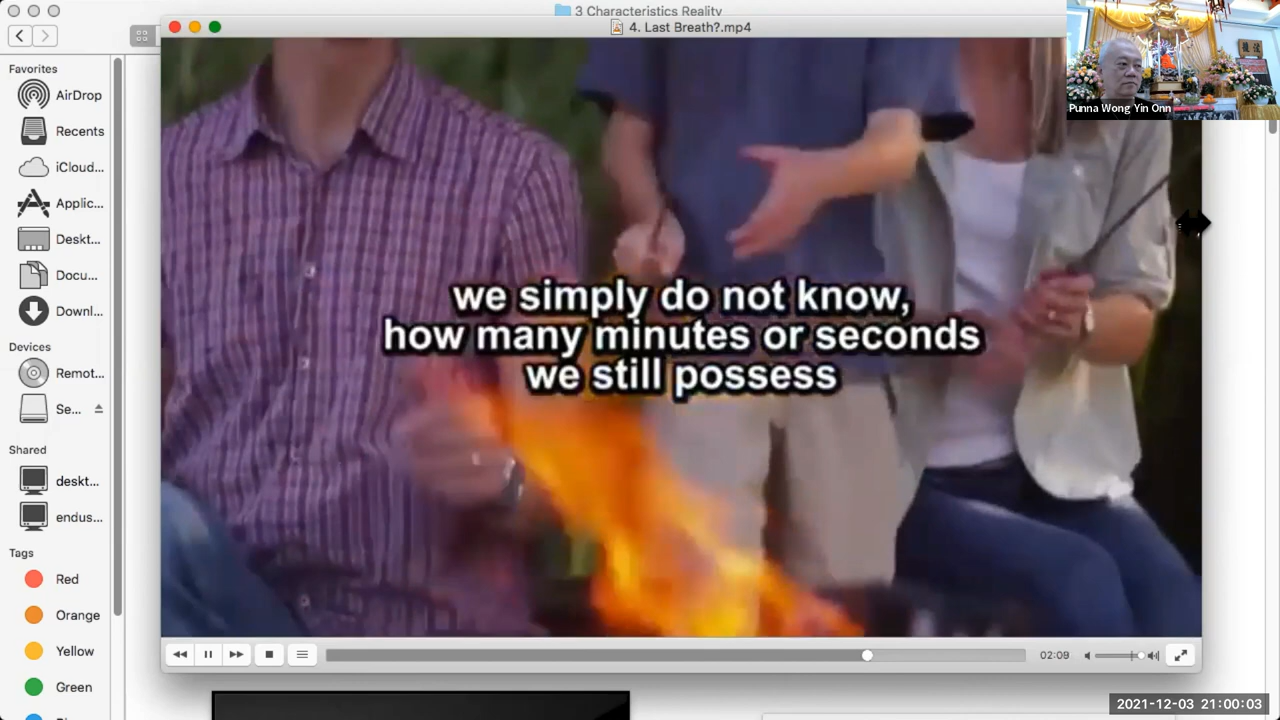 3 Characteristics Reality
4. Last Breath?.mp4
Punna Wong Yin Onn
Favorites
AirDrop
Recents
iCloud...
Applic...
Deskt...
Docu...
Downl...
Devices
Remot...
Se...
Shared
deskt...
endus...
Tags
Red
Orange
Yellow
Green
we simply do not know,
how many minutes or seconds
we still possess
02:09
2021-12-03 21:00:03